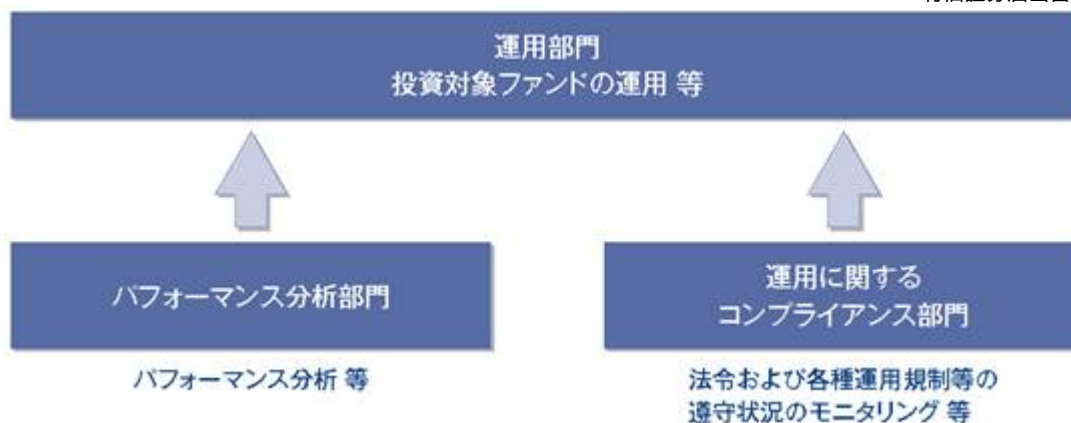 運用部門
投資対象ファンドの運用 等
パフォーマンス分析部門
運用に関する
コンプライアンス部門
パフォーマンス分析 等
法令および各種運用規制等の
遵守状況のモニタリング 等